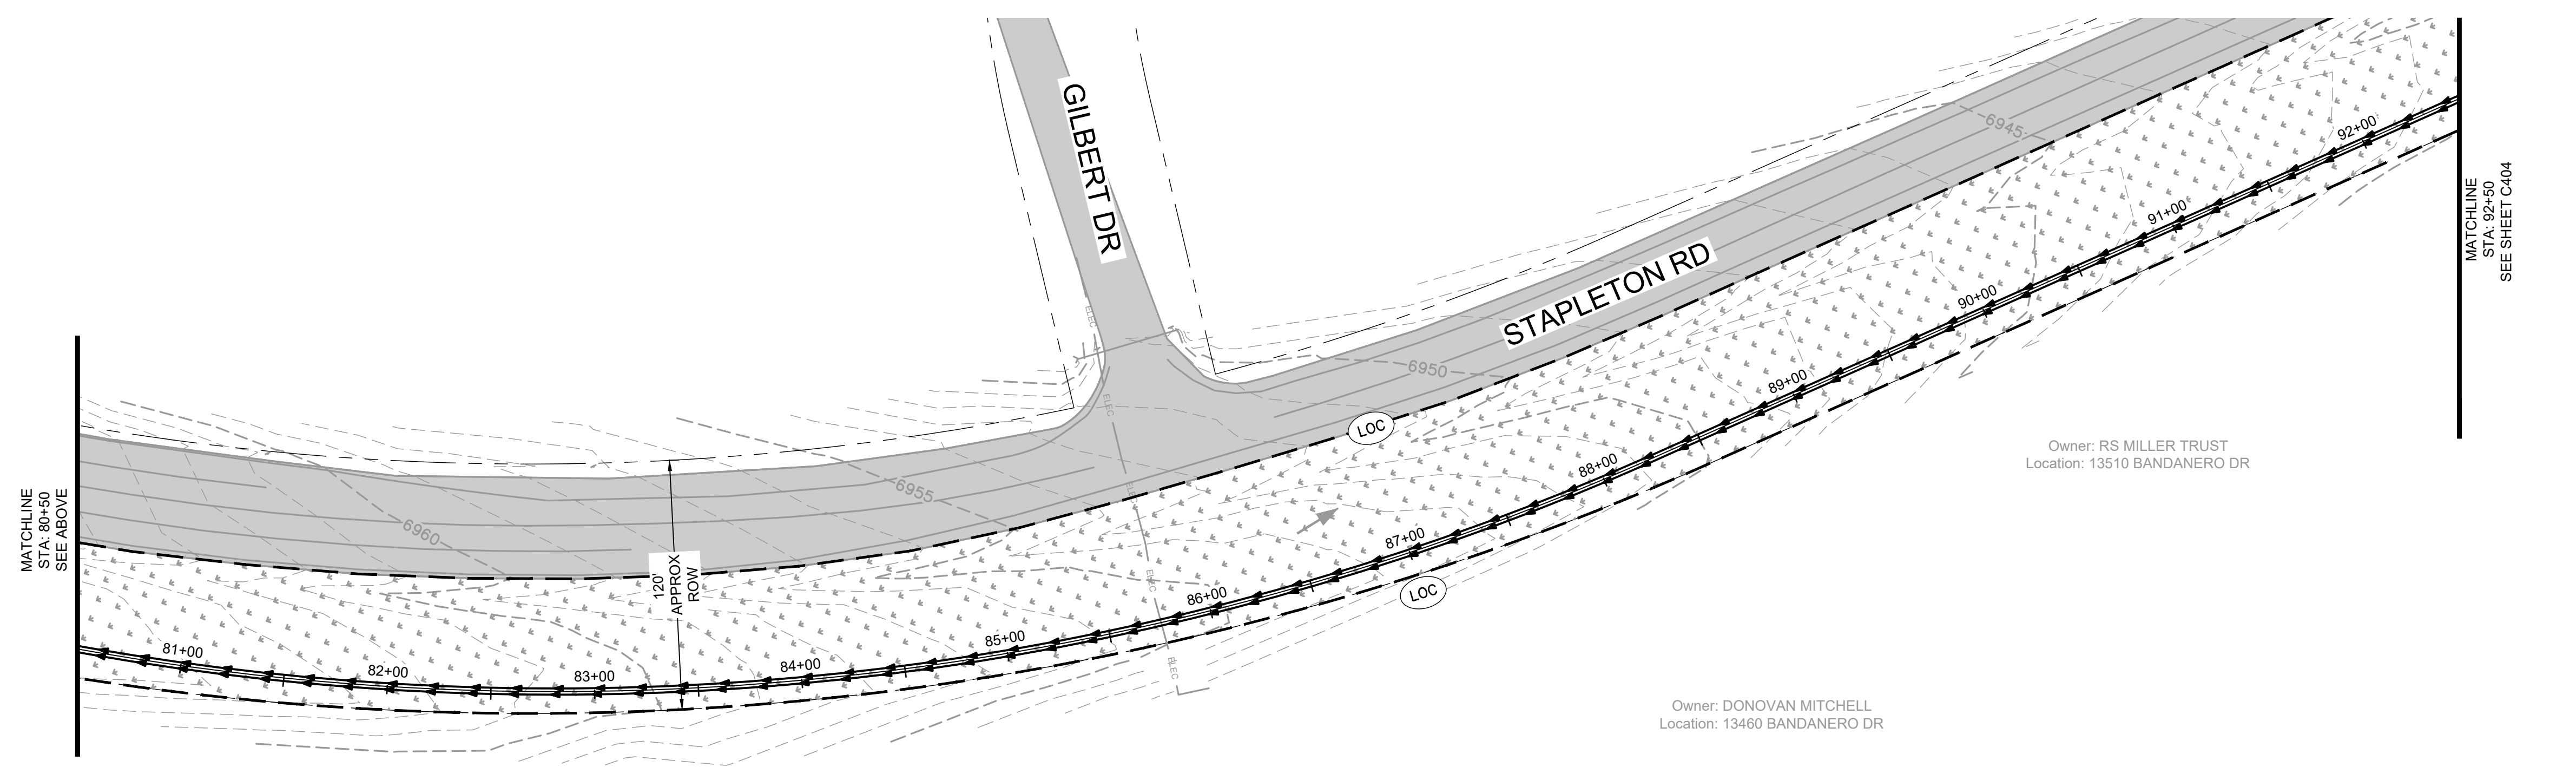 GILBERT DR
STAPLETON RD
MATCHLINE
STA: 80+50
SEE ABOVE
MATCHLINE
STA: 92+50
SEE SHEET C404
6945
6950
6955
6960
ELEC
ELEC
ELEC
ELEC
ELEC
LOC
LOC
120'
APPROX
ROW
81+00
82+00
83+00
84+00
85+00
86+00
87+00
88+00
89+00
90+00
91+00
92+00
Owner: RS MILLER TRUST
Location: 13510 BANDANERO DR
Owner: DONOVAN MITCHELL
Location: 13460 BANDANERO DR